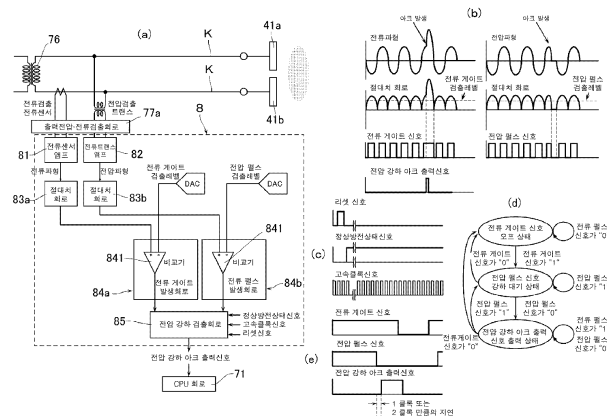 (a)
76
K
K
41a
41b
전류검출
전류센서
전압검출
트랜스
77a
출력전압·전류검출회로
8
81
전류센서
앰프
전류트랜스
앰프
82
전류파형
전압파형
83a
절대치
회로
절대치
회로
83b
전류 게이트
검출레벨
DAC
전압 펄스
검출레벨
DAC
841
비교기
841
비교기
84a
전류 게이트
발생회로
전류 펄스
발생회로
84b
85
전압 강하 검출회로
정상방전상태신호
고속클록신호
리셋신호
전압 강하 아크 출력신호
CPU 회로
71
(b)
아크 발생
전류파형
아크 발생
전압파형
절대치 회로
전류 게이트
검출레벨
절대치 회로
전압 펄스
검출레벨
전류 게이트 신호
전압 펄스 신호
전압 강하 아크 출력신호
(c)
리셋 신호
정상방전상태신호
고속클록신호
전류 게이트 신호
(e)
전압 펄스 신호
전압 강하 아크 출력신호
1 클록 또는
2 클록 만큼의 지연
(d)
전류 게이트 신호
오프 상태
전류 펄스
신호가 "0"
전류 게이트
신호가 "0"
전류 게이트
신호가 "1"
전압 펄스 신호
강하 대기 상태
전압 펄스
신호가 "1"
전압 펄스
신호가 "1"
전압 펄스
신호가 "0"
전압 강하 아크 출력
신호 출력 상태
전류게이트
신호가 "0"
전류 펄스
신호가 "1"
전압 펄스
신호가 "0"